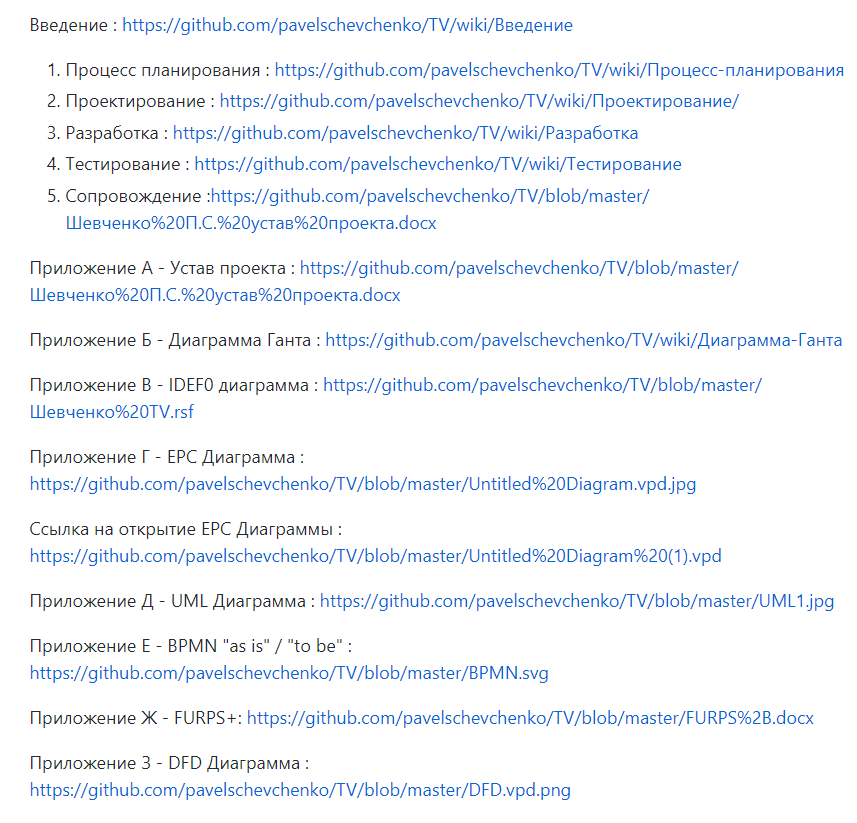 Введение : https://github.com/pavelschevchenko/TV/wiki/Введение
1. Процесс планирования : https://github.com/pavelschevchenko/TV/wiki/Процесс-планирования
2. Проектирование : https://github.com/pavelschevchenko/TV/wiki/Проектирование/
3. Разработка : https://github.com/pavelschevchenko/TV/wiki/Разработка
4. Тестирование : https://github.com/pavelschevchenko/TV/wiki/Тестирование
5. Сопровождение :https://github.com/pavelschevchenko/TV/blob/master/
Шевченко%20П.С.%20устав%20проекта.docx
Приложение А - Устав проекта : https://github.com/pavelschevchenko/TV/blob/master/
Шевченко%20П.С.%20устав%20проекта.docx
Приложение Б - Диаграмма Ганта : https://github.com/pavelschevchenko/TV/wiki/Диаграмма-Ганта
Приложение В - IDEF0 диаграмма : https://github.com/pavelschevchenko/TV/blob/master/
Шевченко%20TV.rsf
Приложение Г - EPC Диаграмма :
https://github.com/pavelschevchenko/TV/blob/master/Untitled%20Diagram.vpd.jpg
Ссылка на открытие EPC Диаграммы :
https://github.com/pavelschevchenko/TV/blob/master/Untitled%20Diagram%20(1).vpd
Приложение Д - UML Диаграмма : https://github.com/pavelschevchenko/TV/blob/master/UML1.jpg
Приложение Е - BPMN "as is" / "to be" :
https://github.com/pavelschevchenko/TV/blob/master/BPMN.svg
Приложение Ж - FURPS+: https://github.com/pavelschevchenko/TV/blob/master/FURPS%2B.docx
Приложение З - DFD Диаграмма :
https://github.com/pavelschevchenko/TV/blob/master/DFD.vpd.png